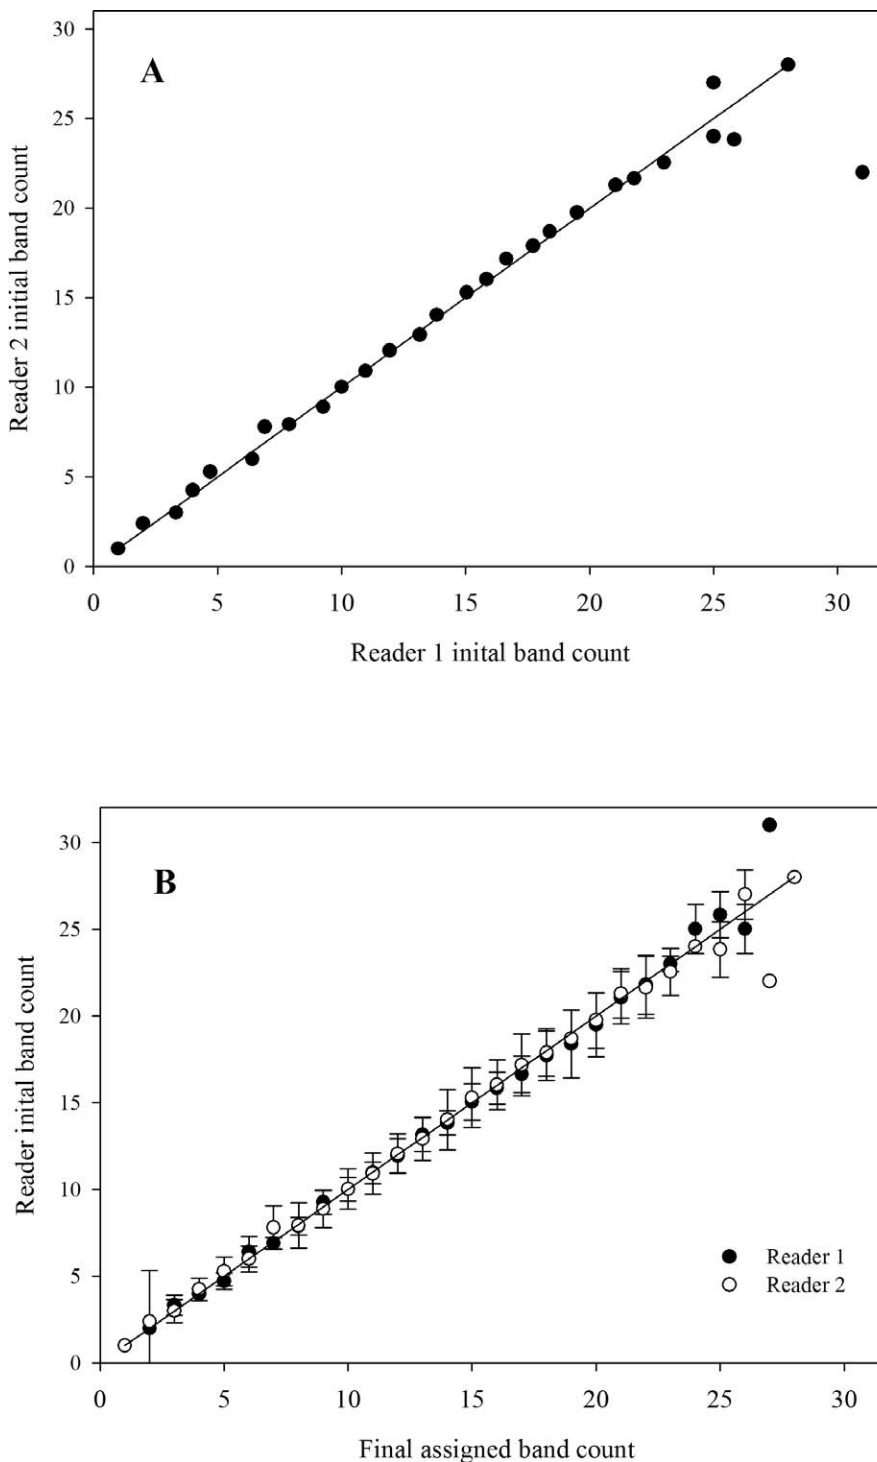 A
30
25
20
15
10
5
0
Reader 2 initial band count
0 5 10 15 20 25 30
Reader 1 inital band count
B
30
25
20
15
10
5
0
Reader inital band count
Reader 1
Reader 2
0 5 10 15 20 25 30
Final assigned band count